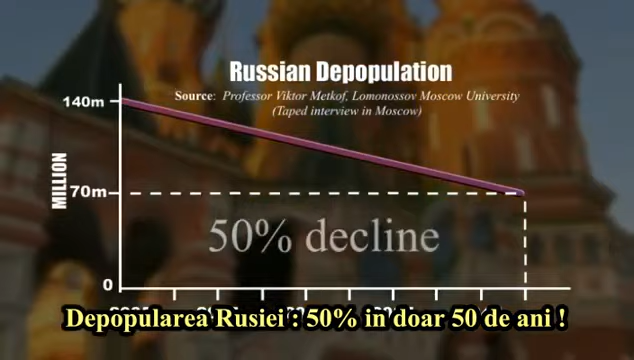 Russian Depopulation
Source: Professor Viktor Metkof, Lomonossov Moscow University
(Taped interview in Moscow)
140m
MILLION
70m
50% decline
0
Depopularea Rusiei : 50% in doar 50 de ani !